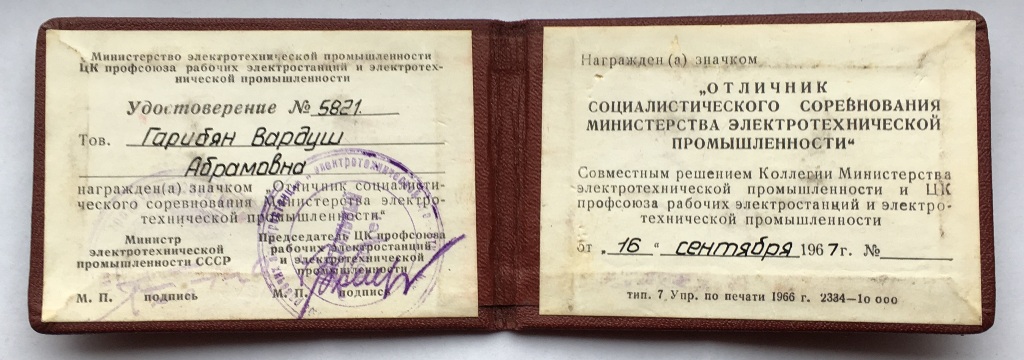 Министерство электротехнической промышленности
ЦК профсоюза рабочих электростанций и электротех-
нической промышленности
Удостоверение № 5821.
Тов. Гарибян Вардуш
Абрамовна
награжден(а) значком „Отличник социалисти-
ческого соревнования Министерства электро-
технической промышленности“
Министр
электротехнической
промышленности СССР
М. П. подпись
Председатель ЦК профсоюза
рабочих электростанций
и электротехнической
промышленности
М. П. подпись
Награжден(а) значком
„ОТЛИЧНИК
СОЦИАЛИСТИЧЕСКОГО СОРЕВНОВАНИЯ
МИНИСТЕРСТВА ЭЛЕКТРОТЕХНИЧЕСКОЙ
ПРОМЫШЛЕННОСТИ“
Совместным решением Коллегии Министерства
электротехнической промышленности и ЦК
профсоюза рабочих электростанций и электро-
технической промышленности
от „16“ сентября 1967 г. №
тип. 7 Упр. по печати 1966 г. 2334—10 000